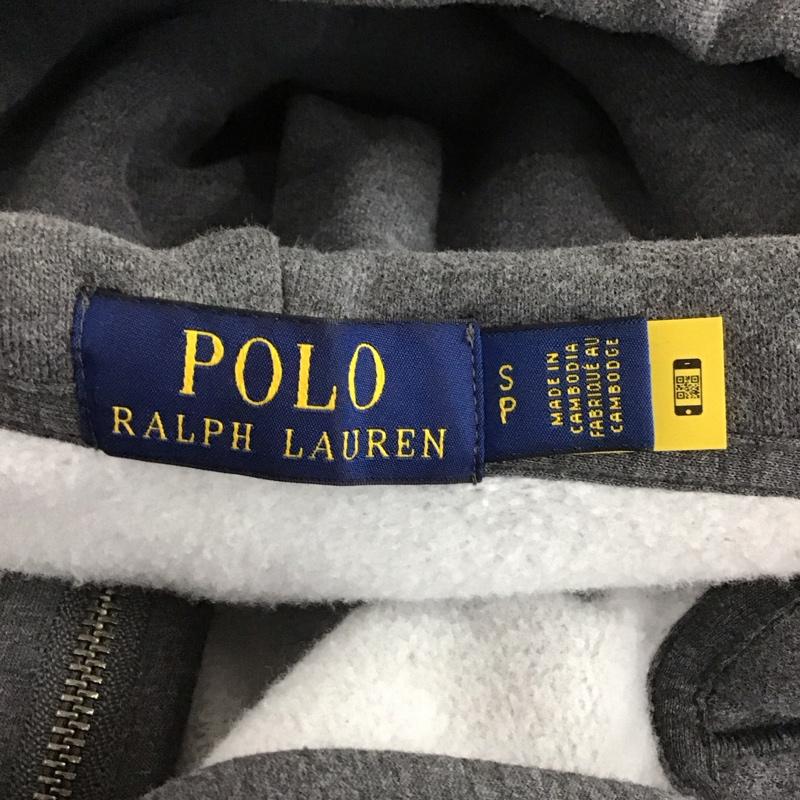 POLO
RALPH LAUREN
S
P
MADE IN
CAMBODIA
FABRIQUÉ AU
CAMBODGE